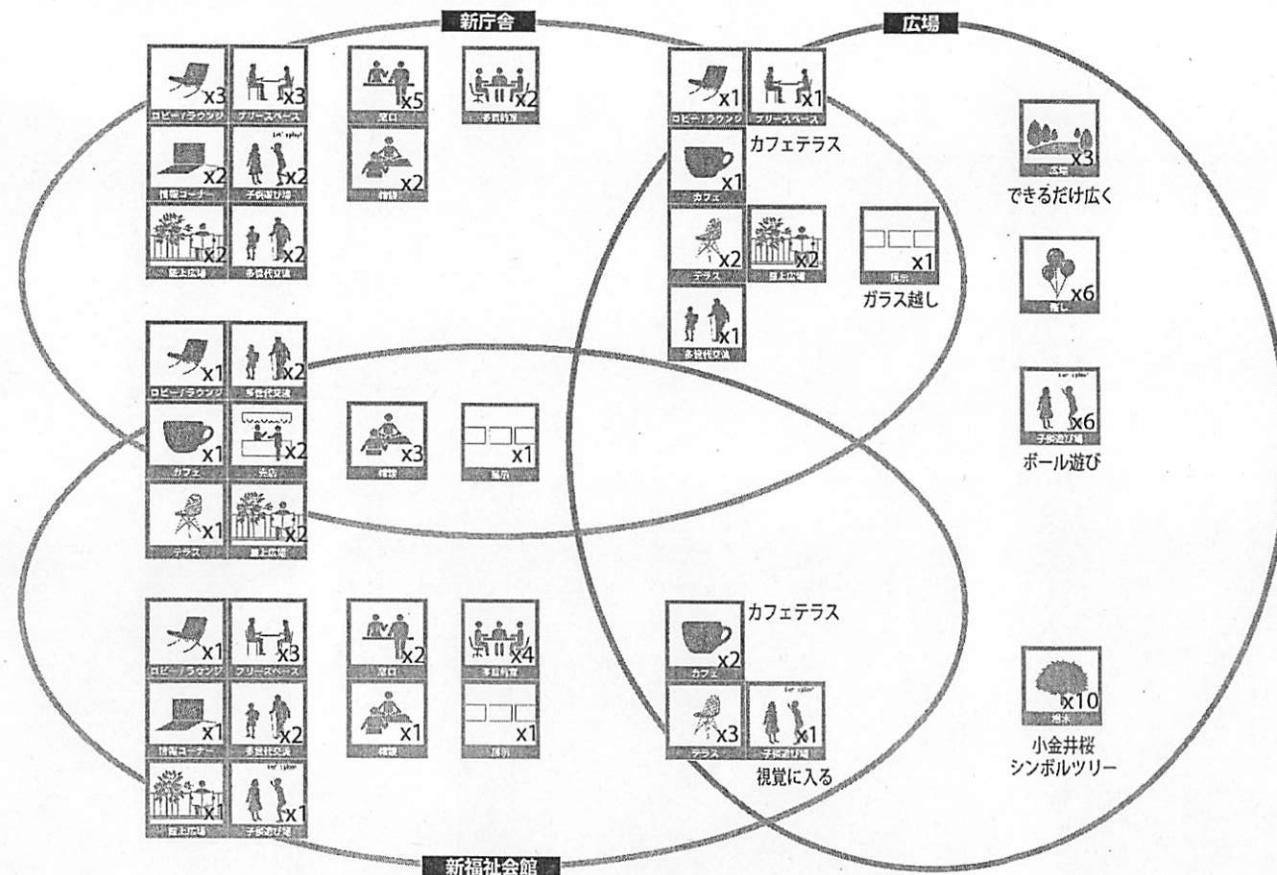 新庁舎
広場
x3
ロビー/ラウンジ
x3
フリースペース
x2
情報コーナー
x2
子供遊び場
x2
屋上広場
x2
多世代交流
x5
窓口
x2
x2
多目的室
x1
ロビー/ラウンジ
x1
フリースペース
カフェテラス
x1
カフェ
x2
テラス
x2
屋上広場
x1
多世代交流
x1
展示
ガラス越し
x3
広場
できるだけ広く
x6
催し
x6
子供遊び場
ボール遊び
x1
ロビー/ラウンジ
x2
多世代交流
x1
カフェ
x2
売店
x1
テラス
x2
屋上広場
x3
x1
展示
x1
ロビー/ラウンジ
x3
フリースペース
x1
情報コーナー
x2
多世代交流
x1
屋上広場
x1
子供遊び場
x2
窓口
x1
x4
多目的室
x1
展示
カフェテラス
x2
カフェ
x3
テラス
x1
子供遊び場
視覚に入る
x10
小金井桜
シンボルツリー
新福祉会館